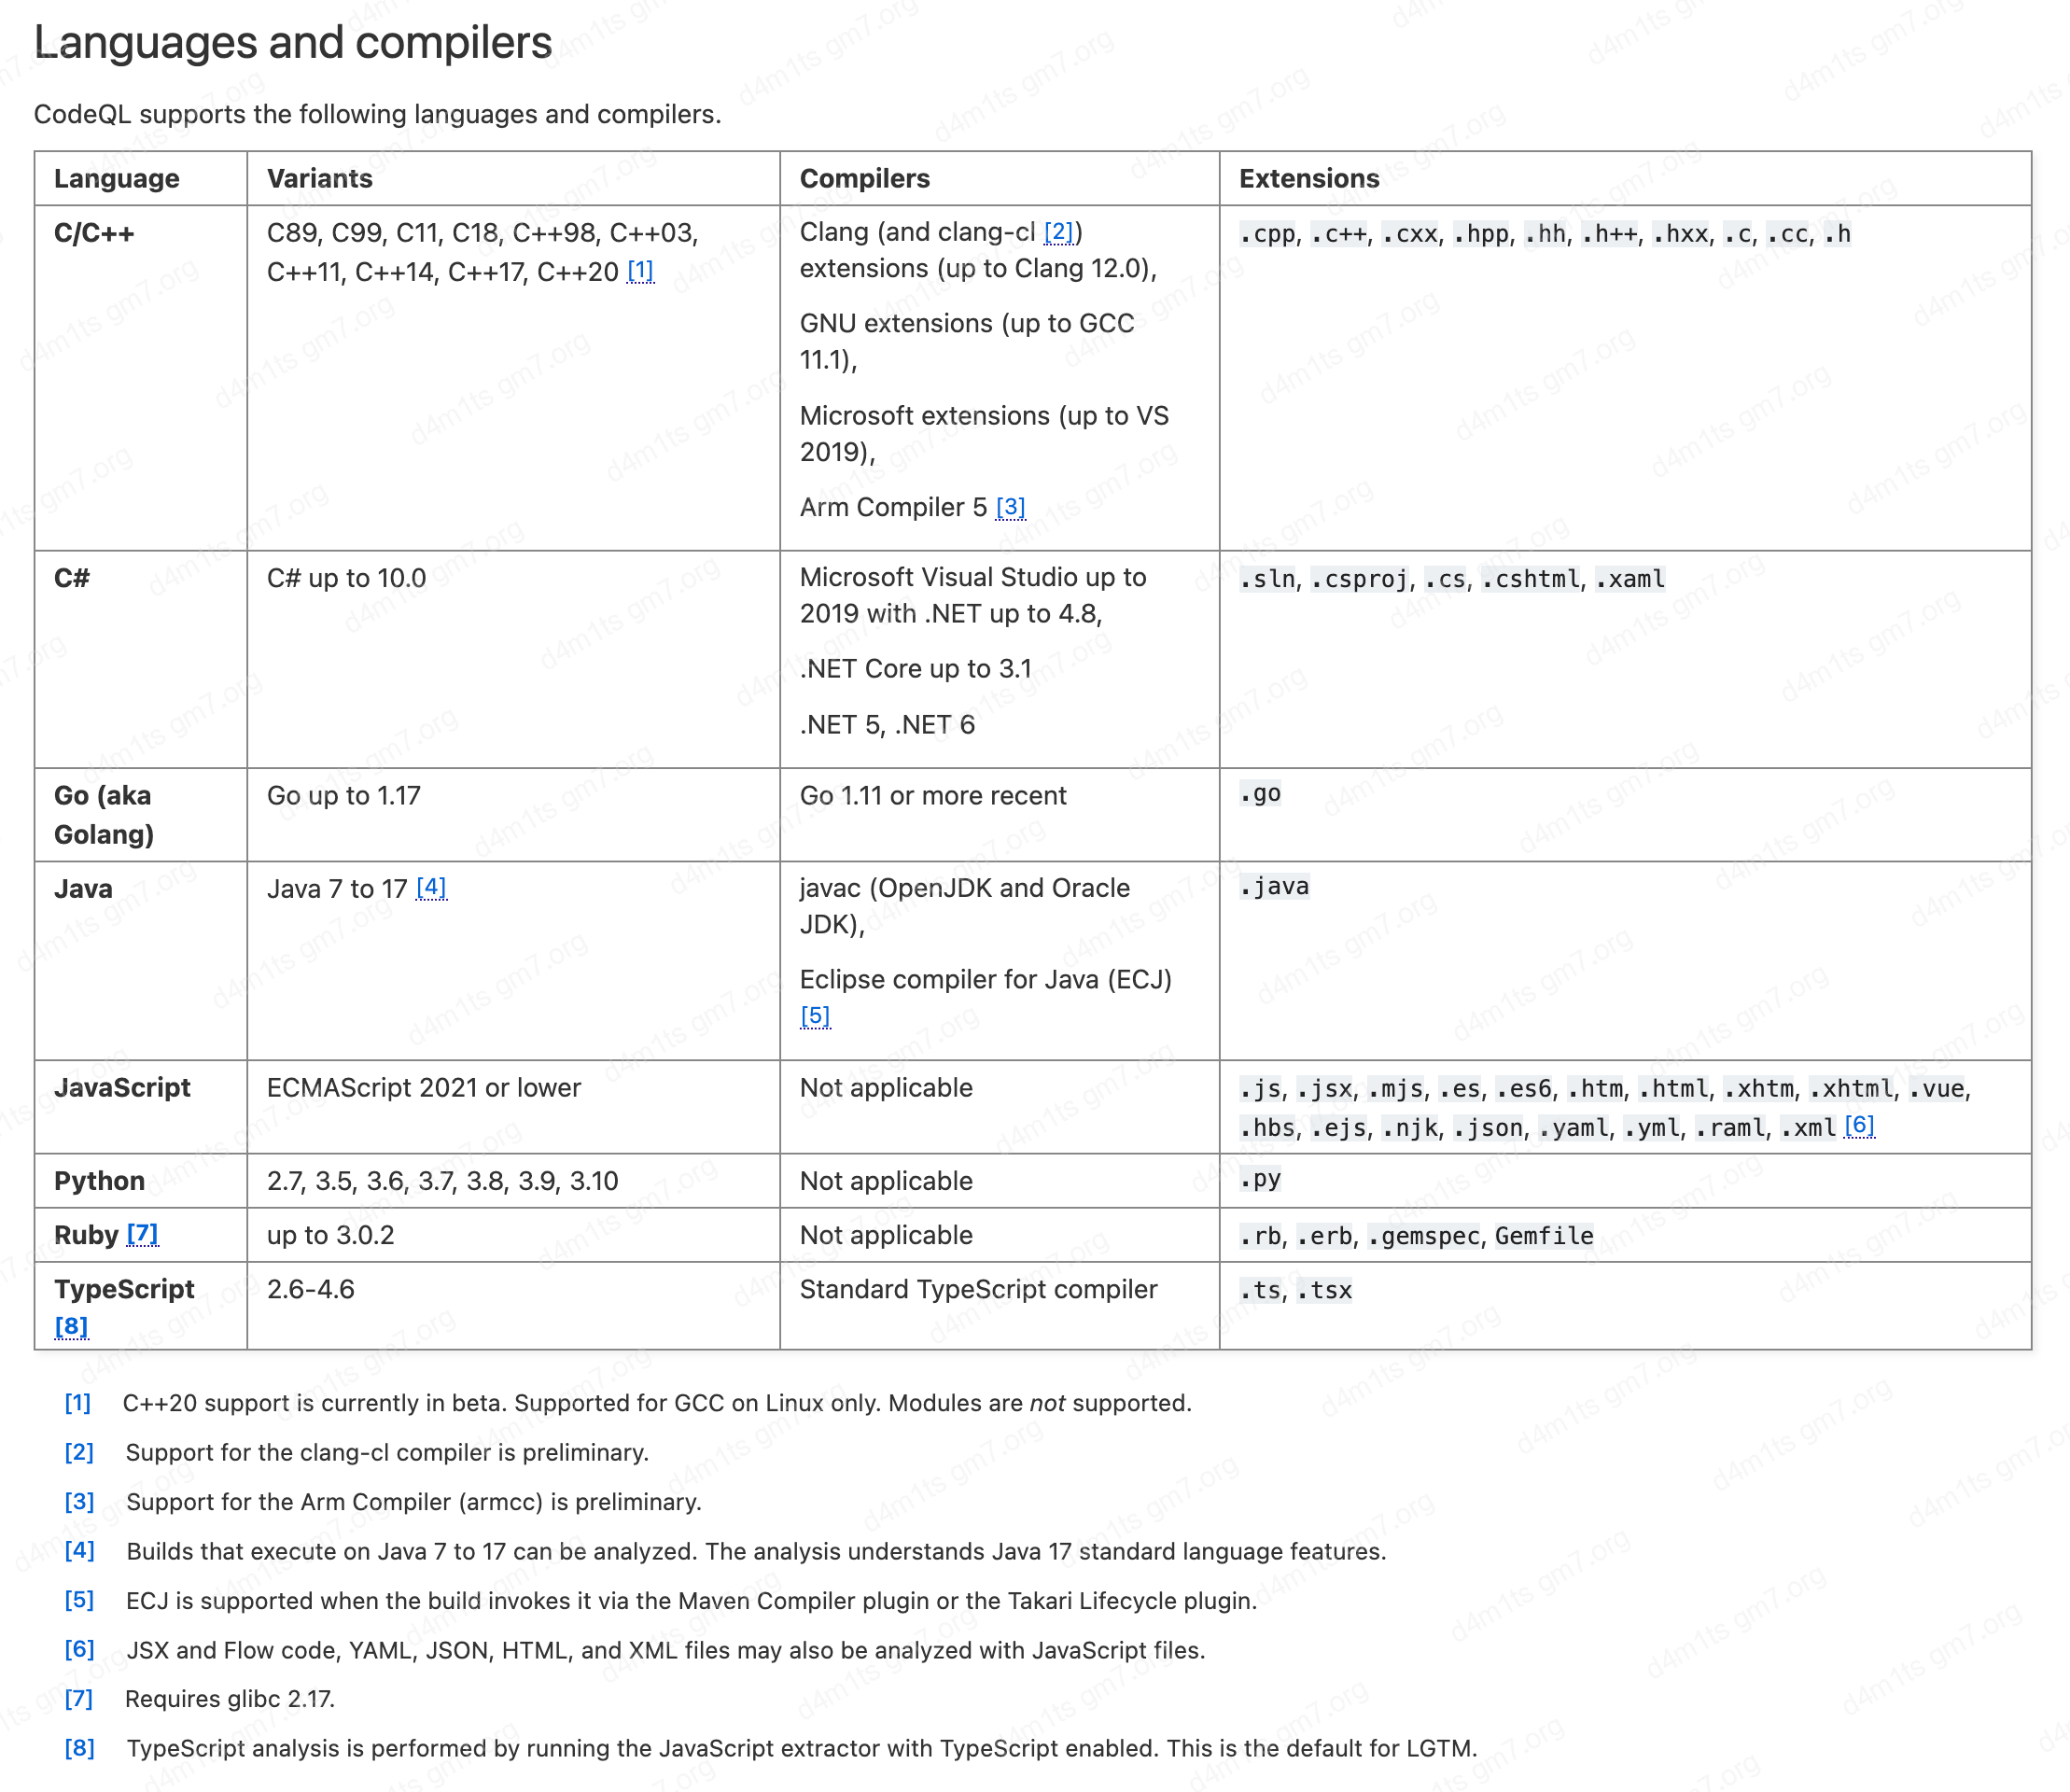 Languages and compilers
CodeQL supports the following languages and compilers.
Language Variants Compilers Extensions
C/C++
C89, C99, C11, C18, C++98, C++03,
C++11, C++14, C++17, C++20 [1]
Clang (and clang-cl [2])
extensions (up to Clang 12.0),
GNU extensions (up to GCC
11.1),
Microsoft extensions (up to VS
2019),
Arm Compiler 5 [3]
.cpp, .c++, .cxx, .hpp, .hh, .h++, .hxx, .c, .cc, .h
C#
C# up to 10.0
Microsoft Visual Studio up to
2019 with .NET up to 4.8,
.NET Core up to 3.1
.NET 5, .NET 6
.sln, .csproj, .cs, .cshtml, .xaml
Go (aka
Golang)
Go up to 1.17
Go 1.11 or more recent
.go
Java
Java 7 to 17 [4]
javac (OpenJDK and Oracle
JDK),
Eclipse compiler for Java (ECJ)
[5]
.java
JavaScript
ECMAScript 2021 or lower
Not applicable
.js, .jsx, .mjs, .es, .es6, .htm, .html, .xhtm, .xhtml, .vue,
.hbs, .ejs, .njk, .json, .yaml, .yml, .raml, .xml [6]
Python
2.7, 3.5, 3.6, 3.7, 3.8, 3.9, 3.10
Not applicable
.py
Ruby [7]
up to 3.0.2
Not applicable
.rb, .erb, .gemspec, Gemfile
TypeScript
[8]
2.6-4.6
Standard TypeScript compiler
.ts, .tsx
[1] C++20 support is currently in beta. Supported for GCC on Linux only. Modules are not supported.
[2] Support for the clang-cl compiler is preliminary.
[3] Support for the Arm Compiler (armcc) is preliminary.
[4] Builds that execute on Java 7 to 17 can be analyzed. The analysis understands Java 17 standard language features.
[5] ECJ is supported when the build invokes it via the Maven Compiler plugin or the Takari Lifecycle plugin.
[6] JSX and Flow code, YAML, JSON, HTML, and XML files may also be analyzed with JavaScript files.
[7] Requires glibc 2.17.
[8] TypeScript analysis is performed by running the JavaScript extractor with TypeScript enabled. This is the default for LGTM.
d4m1ts gm7.org